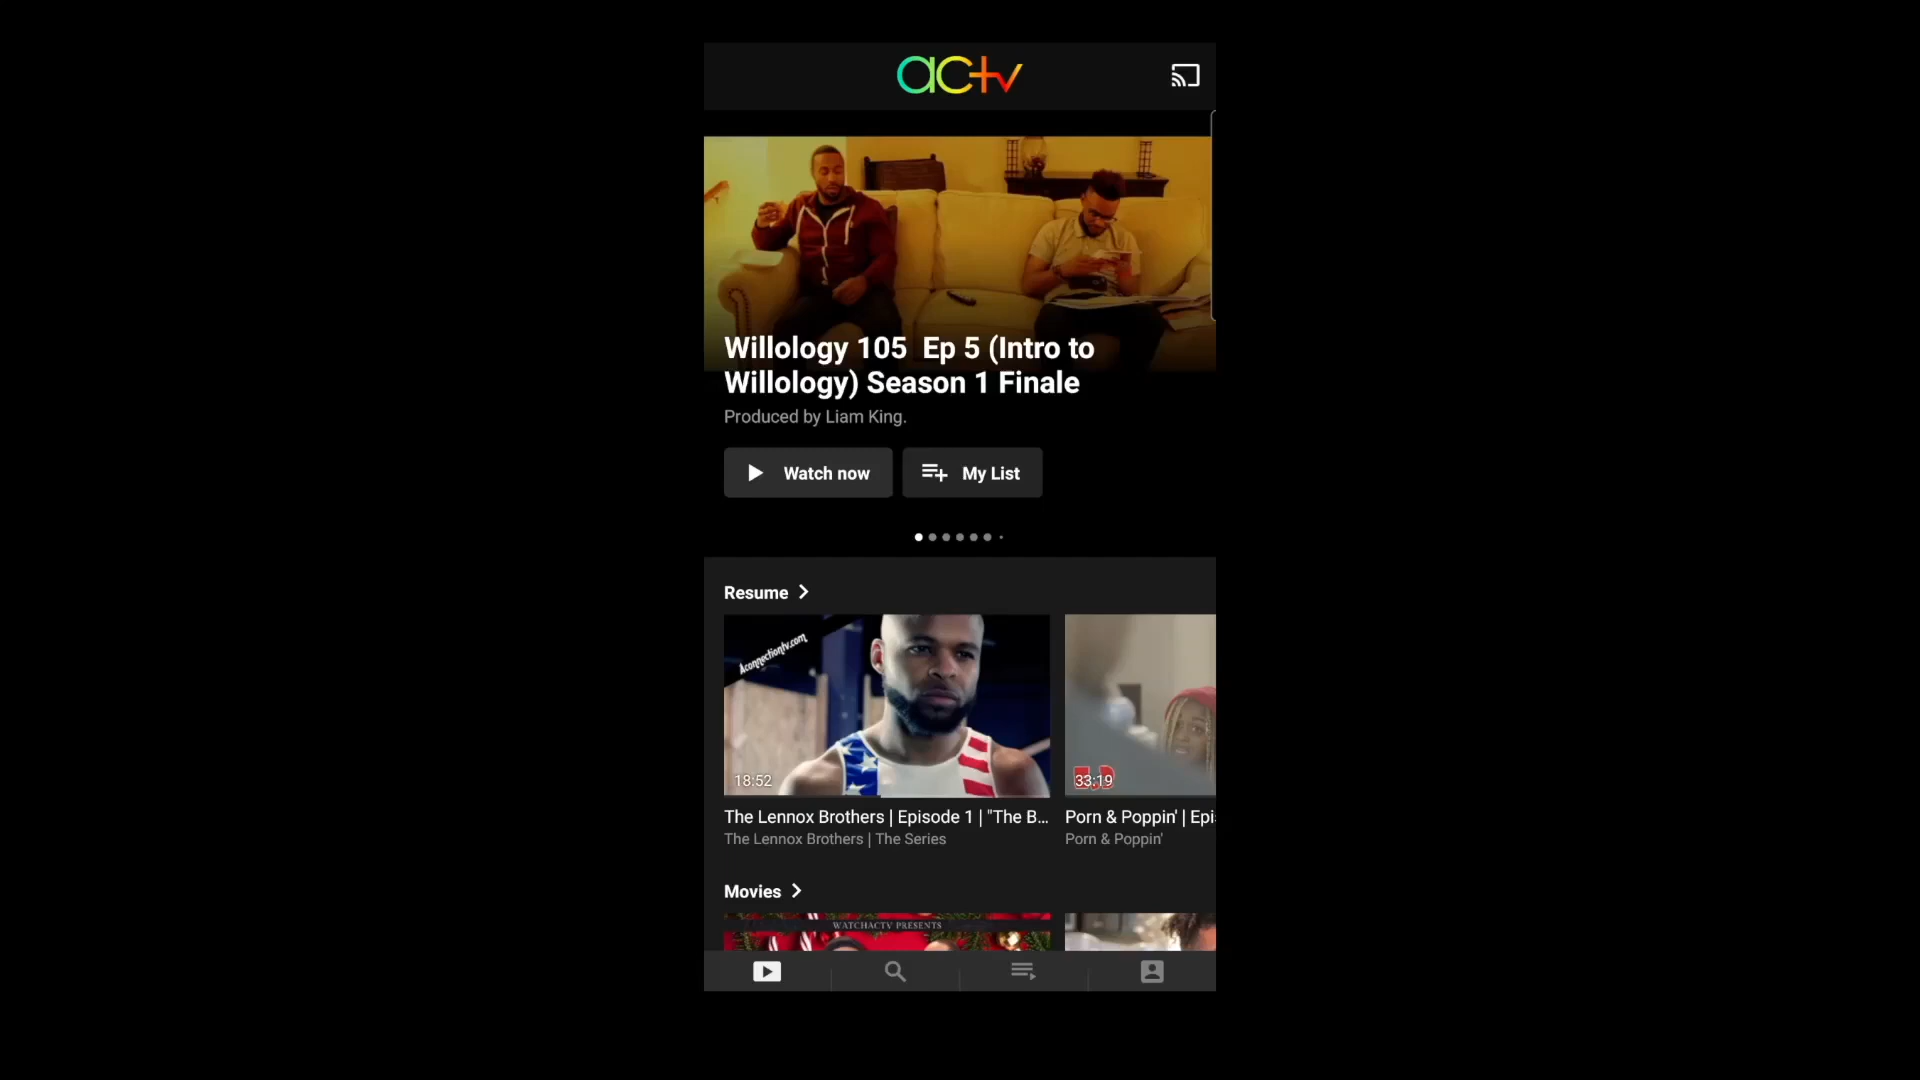 actv
Willology 105 Ep 5 (Intro to
Willology) Season 1 Finale
Produced by Liam King.
Watch now
My List
Resume
Aconnectiontv.com
18:52
33:19
The Lennox Brothers | Episode 1 | "The B...
The Lennox Brothers | The Series
Porn & Poppin' | Epi
Porn & Poppin'
Movies
WATCHACTV PRESENTS